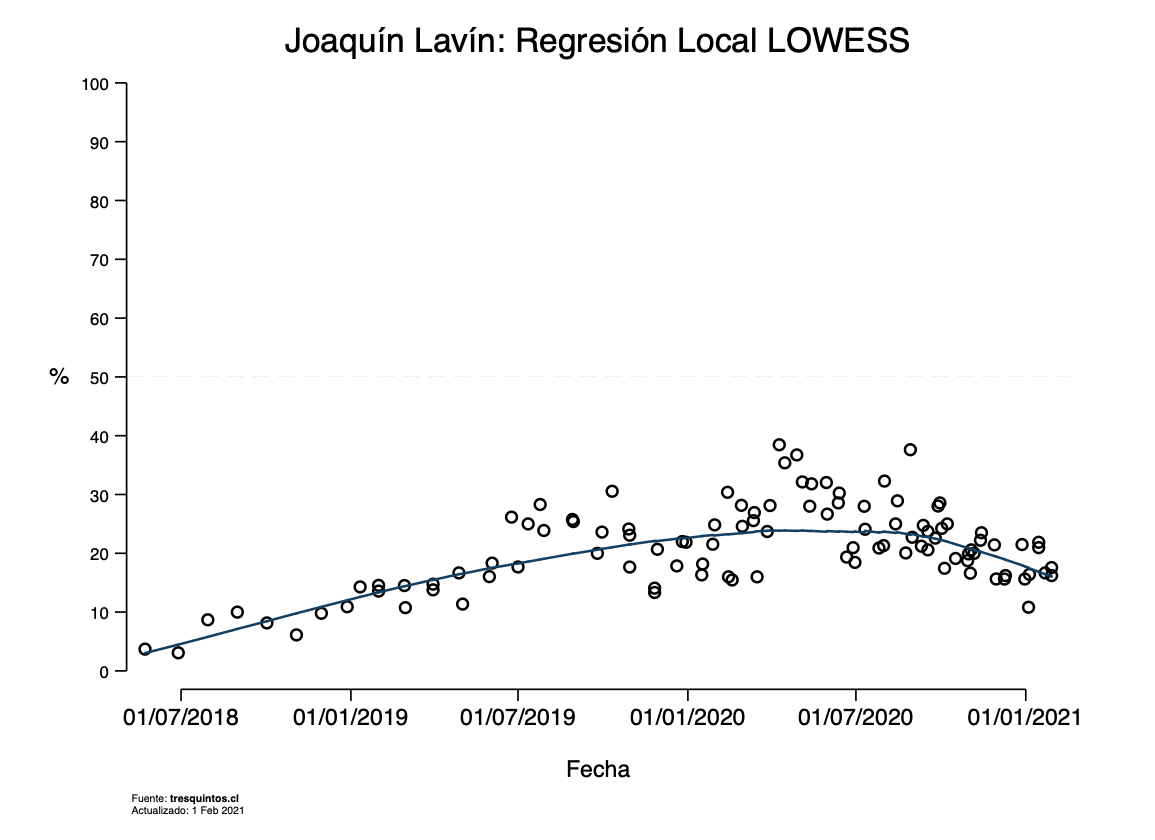 Joaquín Lavín: Regresión Local LOWESS
100
90
80
70
60
% 50
40
30
20
10
0
01/07/2018 01/01/2019 01/07/2019 01/01/2020 01/07/2020 01/01/2021
Fecha
Fuente: tresquintos.cl
Actualizado: 1 Feb 2021